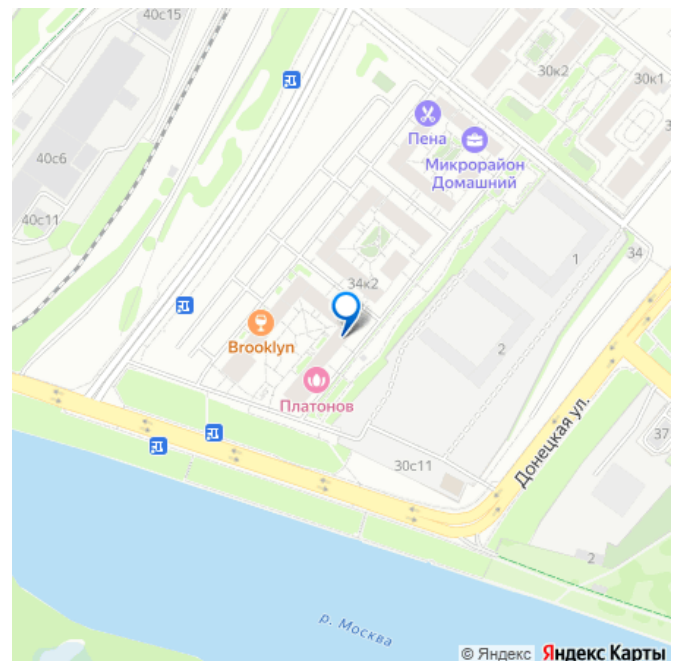 40с15
30к2
30к1
3
Пена
Микрорайон
Домашний
40с6
40с11
34
1
34к2
2
Brooklyn
Платонов
Донецкая ул.
37
30с11
2
р. Москва
© Яндекс Яндекс Карты